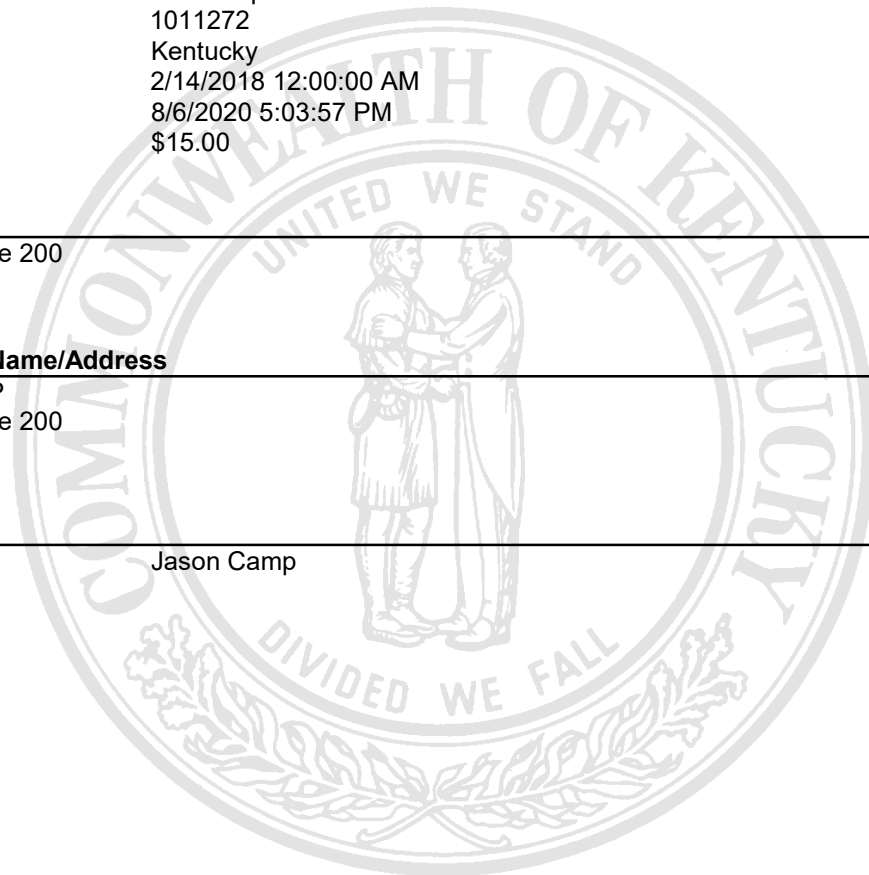 1011272
Kentucky
2/14/2018 12:00:00 AM
8/6/2020 5:03:57 PM
$15.00
e 200
Name/Address
e 200
Jason Camp
COMMONWEALTH OF KENTUCKY
UNITED WE STAND
DIVIDED WE FALL